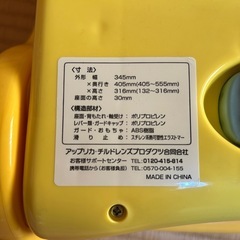 <寸 法>
外形 幅 345mm
×奥行き 405mm(405~555mm)
×高さ 316mm(132~316mm)
座面の高さ 30mm
<構造部材>
座面・背もたれ・軸受け：ポリプロピレン
レバー類・ガードキャップ：ポリプロピレン
ガード・おもちゃ：ABS樹脂
滑り止め：スチレン系熱可塑性エラストマー
アップリカ・チルドレンズプロダクツ合同会社
お客様サポートセンター TEL. 0120-415-814
携帯電話から（お客様負担） TEL. 0570-004-155
MADE IN CHINA